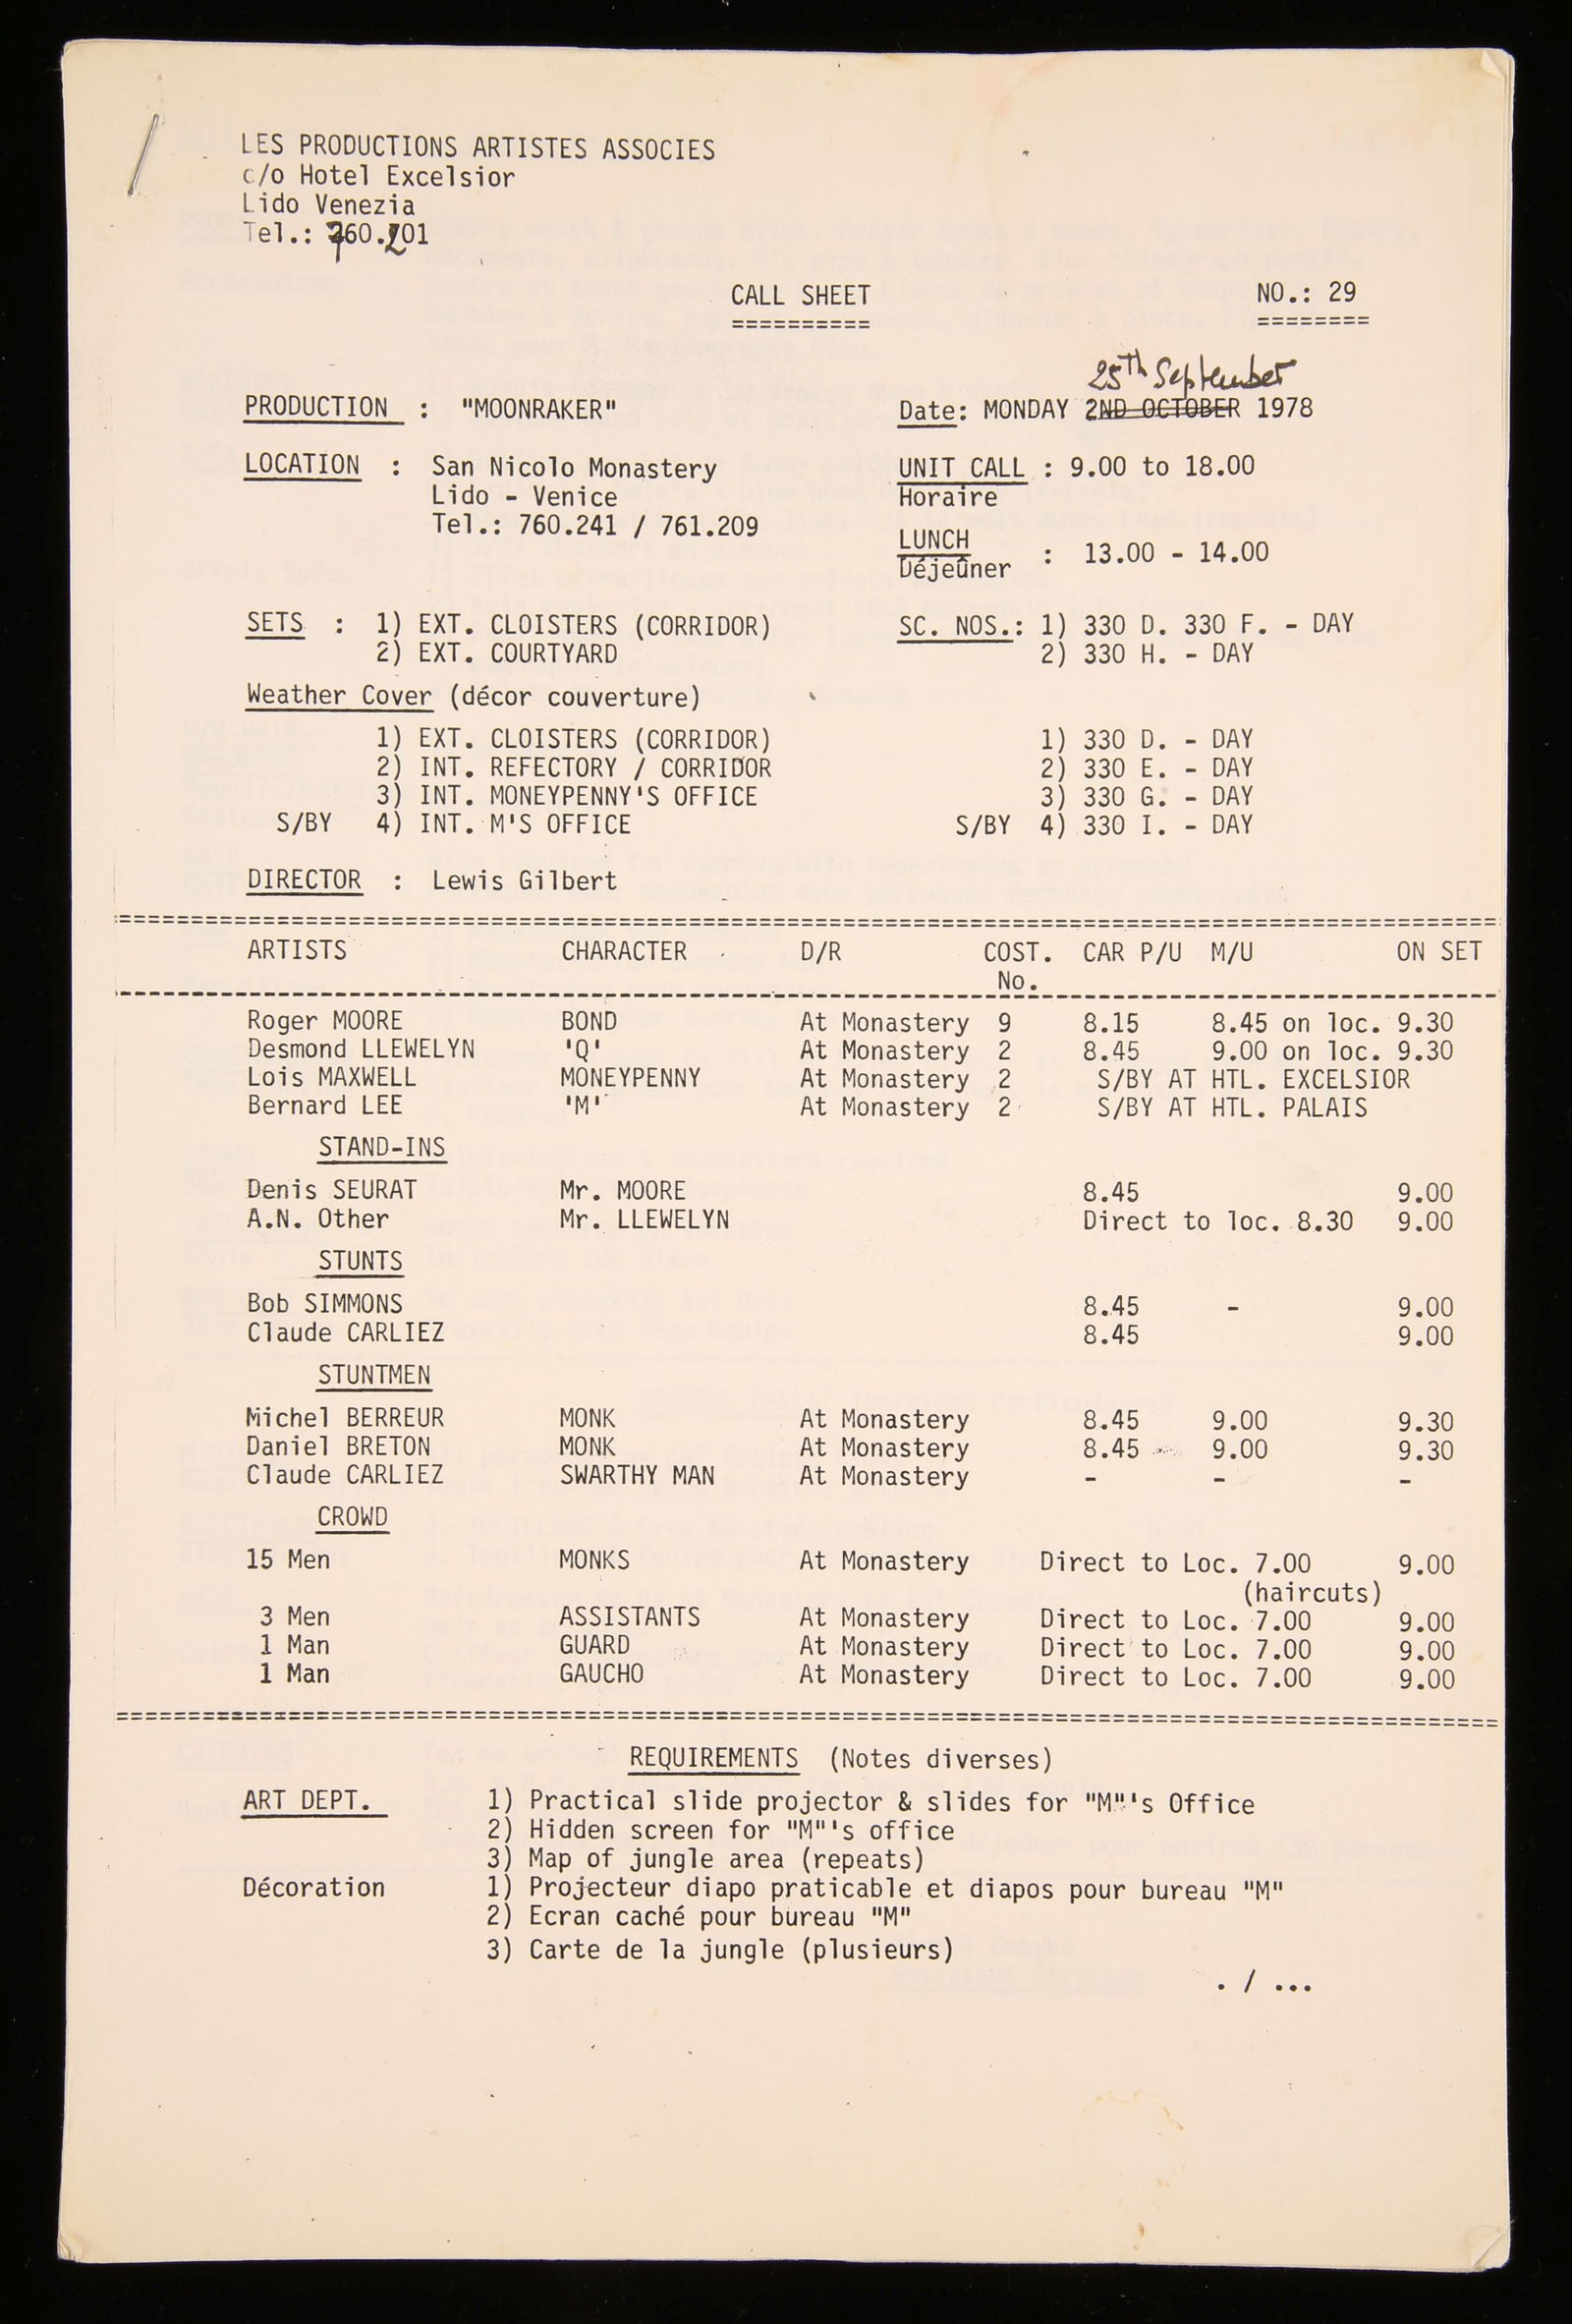 LES PRODUCTIONS ARTISTES ASSOCIES
c/o Hotel Excelsior
Lido Venezia
Tel.: 760.201
CALL SHEET NO.: 29
========== ========
25th September
PRODUCTION : "MOONRAKER" Date: MONDAY 2ND OCTOBER 1978
LOCATION : San Nicolo Monastery UNIT CALL : 9.00 to 18.00
Lido - Venice Horaire
Tel.: 760.241 / 761.209
LUNCH : 13.00 - 14.00
Déjeûner
SETS : 1) EXT. CLOISTERS (CORRIDOR) SC. NOS.: 1) 330 D. 330 F. - DAY
2) EXT. COURTYARD 2) 330 H. - DAY
Weather Cover (décor couverture)
1) EXT. CLOISTERS (CORRIDOR) 1) 330 D. - DAY
2) INT. REFECTORY / CORRIDOR 2) 330 E. - DAY
3) INT. MONEYPENNY'S OFFICE 3) 330 G. - DAY
S/BY 4) INT. M'S OFFICE S/BY 4) 330 I. - DAY
DIRECTOR : Lewis Gilbert
ARTISTS CHARACTER D/R COST. CAR P/U M/U ON SET
No.
Roger MOORE BOND At Monastery 9 8.15 8.45 on loc. 9.30
Desmond LLEWELYN 'Q' At Monastery 2 8.45 9.00 on loc. 9.30
Lois MAXWELL MONEYPENNY At Monastery 2 S/BY AT HTL. EXCELSIOR
Bernard LEE 'M' At Monastery 2 S/BY AT HTL. PALAIS
STAND-INS
Denis SEURAT Mr. MOORE 8.45 9.00
A.N. Other Mr. LLEWELYN Direct to loc. 8.30 9.00
STUNTS
Bob SIMMONS 8.45 - 9.00
Claude CARLIEZ 8.45 9.00
STUNTMEN
Michel BERREUR MONK At Monastery 8.45 9.00 9.30
Daniel BRETON MONK At Monastery 8.45 9.00 9.30
Claude CARLIEZ SWARTHY MAN At Monastery - - -
CROWD
15 Men MONKS At Monastery Direct to Loc. 7.00 9.00
(haircuts)
3 Men ASSISTANTS At Monastery Direct to Loc. 7.00 9.00
1 Man GUARD At Monastery Direct to Loc. 7.00 9.00
1 Man GAUCHO At Monastery Direct to Loc. 7.00 9.00
REQUIREMENTS (Notes diverses)
ART DEPT. 1) Practical slide projector & slides for "M"'s Office
2) Hidden screen for "M"'s office
3) Map of jungle area (repeats)
Décoration 1) Projecteur diapo praticable et diapos pour bureau "M"
2) Ecran caché pour bureau "M"
3) Carte de la jungle (plusieurs)
. / ...